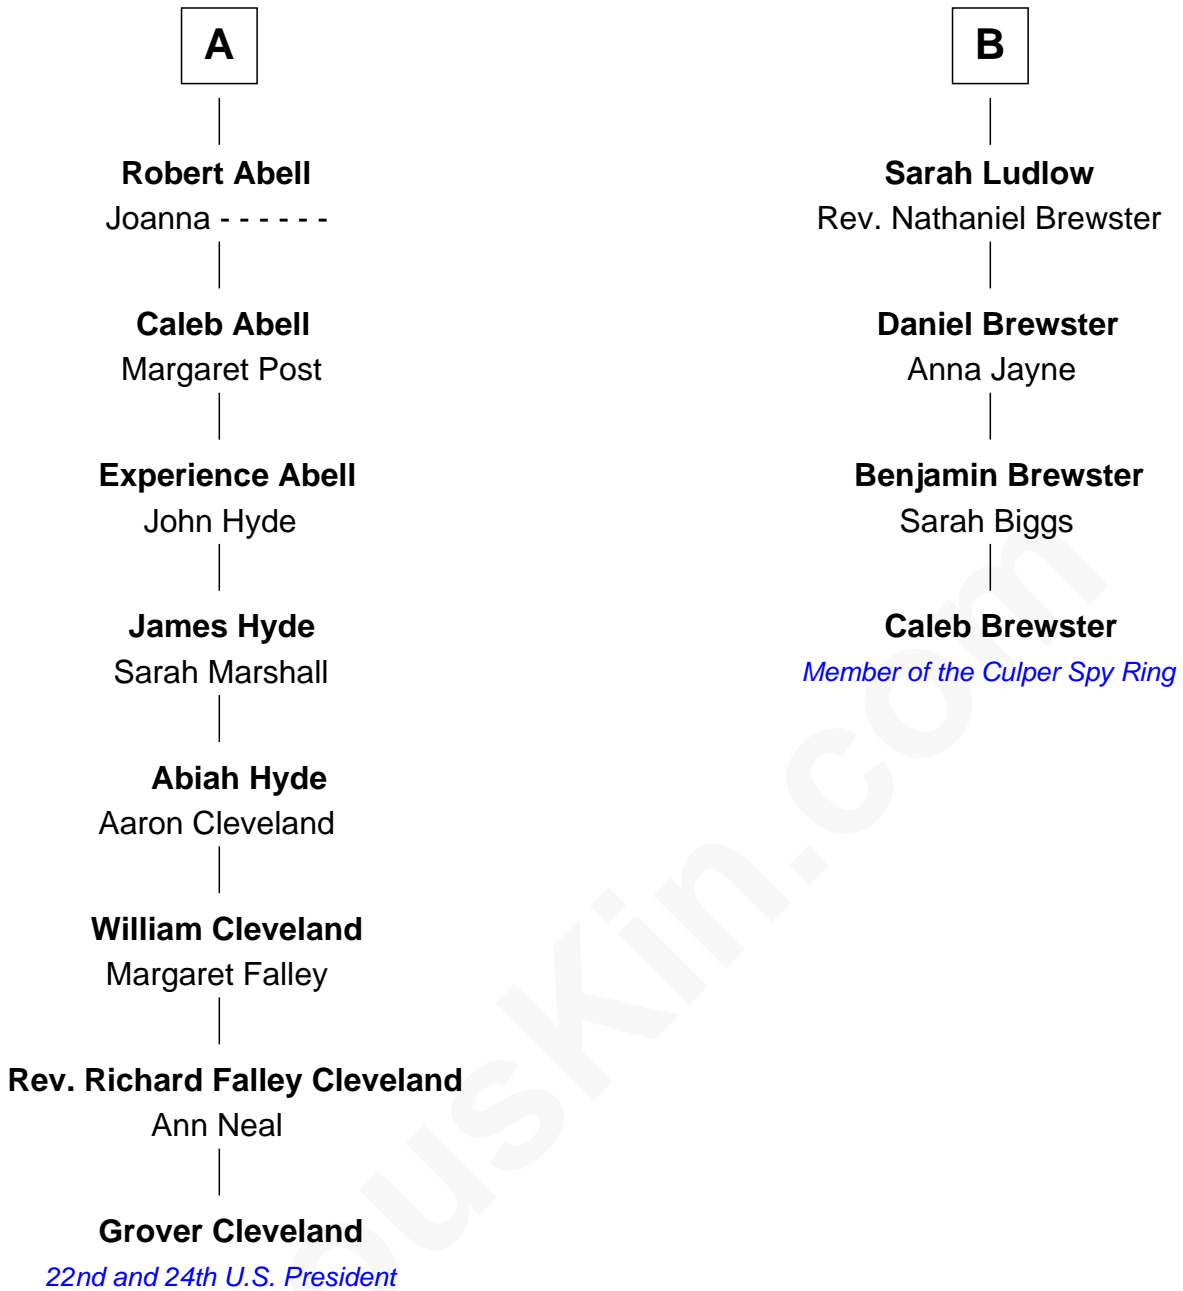 A
Robert Abell
Joanna - - - - - -
Caleb Abell
Margaret Post
Experience Abell
John Hyde
James Hyde
Sarah Marshall
Abiah Hyde
Aaron Cleveland
William Cleveland
Margaret Falley
Rev. Richard Falley Cleveland
Ann Neal
Grover Cleveland
22nd and 24th U.S. President
B
Sarah Ludlow
Rev. Nathaniel Brewster
Daniel Brewster
Anna Jayne
Benjamin Brewster
Sarah Biggs
Caleb Brewster
Member of the Culper Spy Ring
ousKin.com